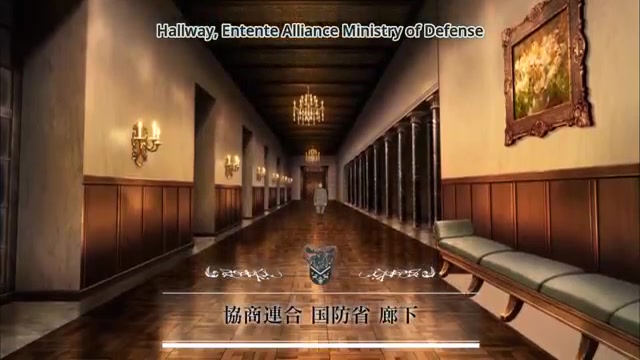 Hallway, Entente Alliance Ministry of Defense
協商連合 国防省 廊下